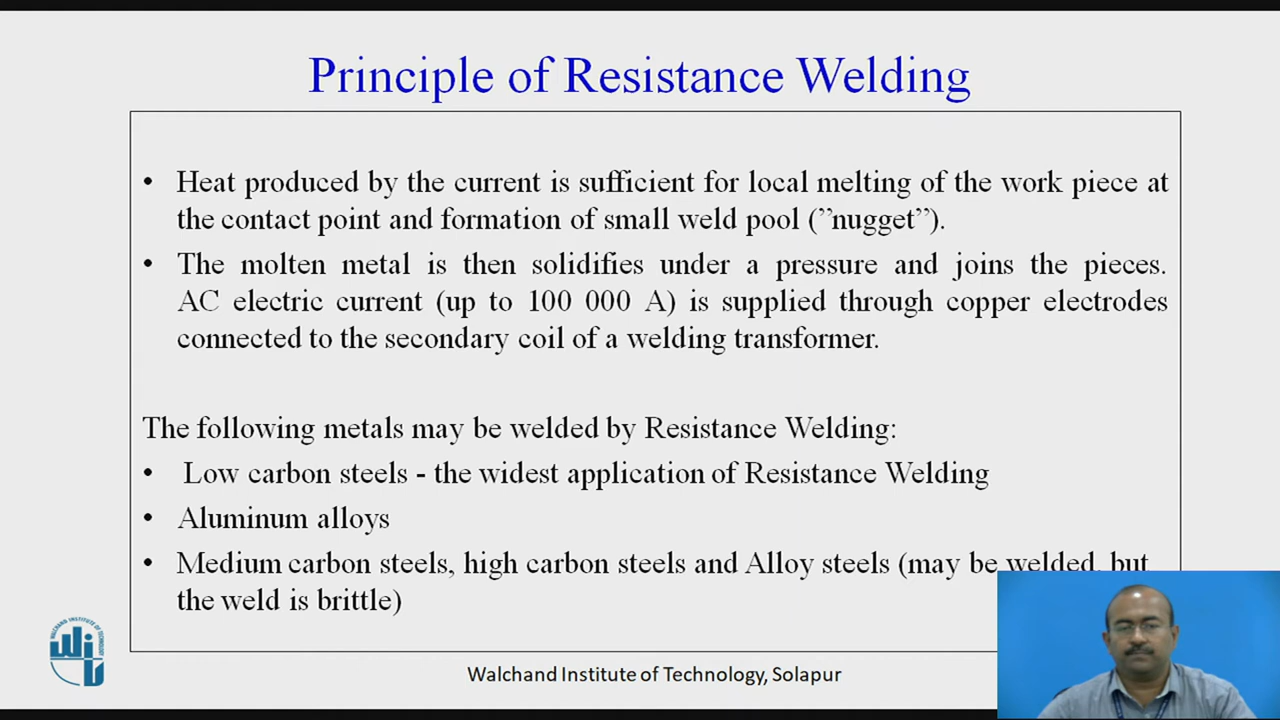 Principle of Resistance Welding
• Heat produced by the current is sufficient for local melting of the work piece at
the contact point and formation of small weld pool (”nugget”).
• The molten metal is then solidifies under a pressure and joins the pieces.
AC electric current (up to 100 000 A) is supplied through copper electrodes
connected to the secondary coil of a welding transformer.
The following metals may be welded by Resistance Welding:
• Low carbon steels - the widest application of Resistance Welding
• Aluminum alloys
• Medium carbon steels, high carbon steels and Alloy steels (may be welded, but
the weld is brittle)
WALCHAND INSTITUTE OF TECHNOLOGY
WIT
Walchand Institute of Technology, Solapur